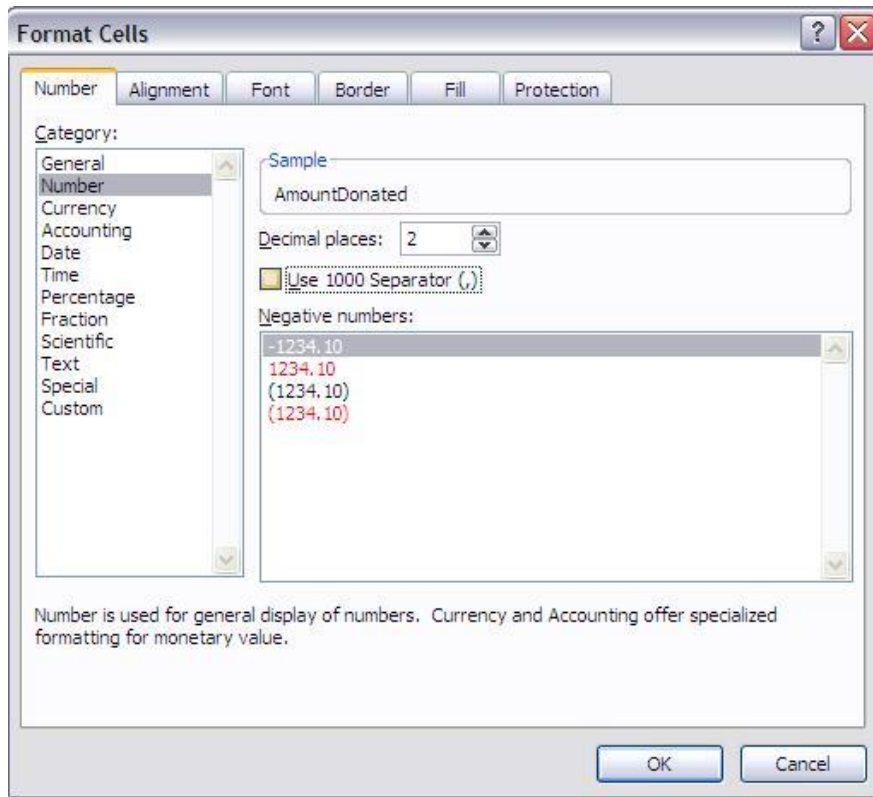 Format Cells
?
Number Alignment Font Border Fill Protection
Category:
General
Number
Currency
Accounting
Date
Time
Percentage
Fraction
Scientific
Text
Special
Custom
Sample
AmountDonated
Decimal places: 2
Use 1000 Separator (,)
Negative numbers:
-1234.10
1234.10
(1234.10)
(1234.10)
Number is used for general display of numbers. Currency and Accounting offer specialized
formatting for monetary value.
OK Cancel